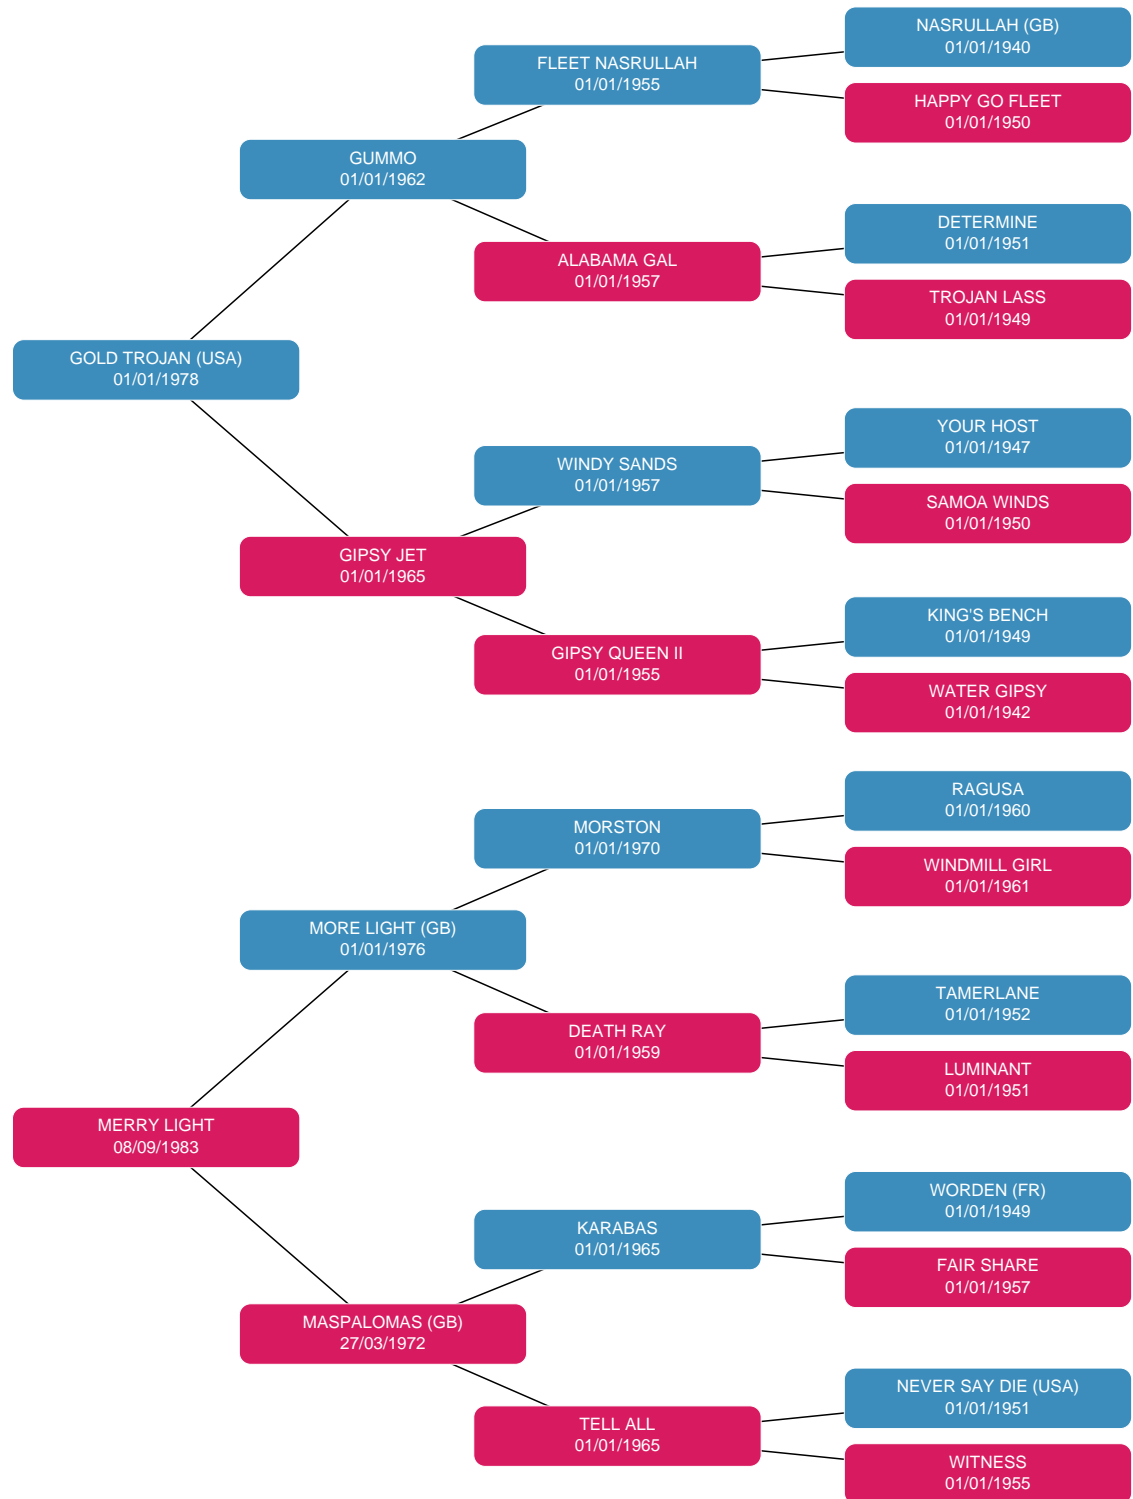 NASRULLAH (GB)
01/01/1940
FLEET NASRULLAH
01/01/1955
HAPPY GO FLEET
01/01/1950
GUMMO
01/01/1962
DETERMINE
01/01/1951
ALABAMA GAL
01/01/1957
TROJAN LASS
01/01/1949
GOLD TROJAN (USA)
01/01/1978
YOUR HOST
01/01/1947
WINDY SANDS
01/01/1957
SAMOA WINDS
01/01/1950
GIPSY JET
01/01/1965
KING'S BENCH
01/01/1949
GIPSY QUEEN II
01/01/1955
WATER GIPSY
01/01/1942
RAGUSA
01/01/1960
MORSTON
01/01/1970
WINDMILL GIRL
01/01/1961
MORE LIGHT (GB)
01/01/1976
TAMERLANE
01/01/1952
DEATH RAY
01/01/1959
LUMINANT
01/01/1951
MERRY LIGHT
08/09/1983
WORDEN (FR)
01/01/1949
KARABAS
01/01/1965
FAIR SHARE
01/01/1957
MASPALOMAS (GB)
27/03/1972
NEVER SAY DIE (USA)
01/01/1951
TELL ALL
01/01/1965
WITNESS
01/01/1955